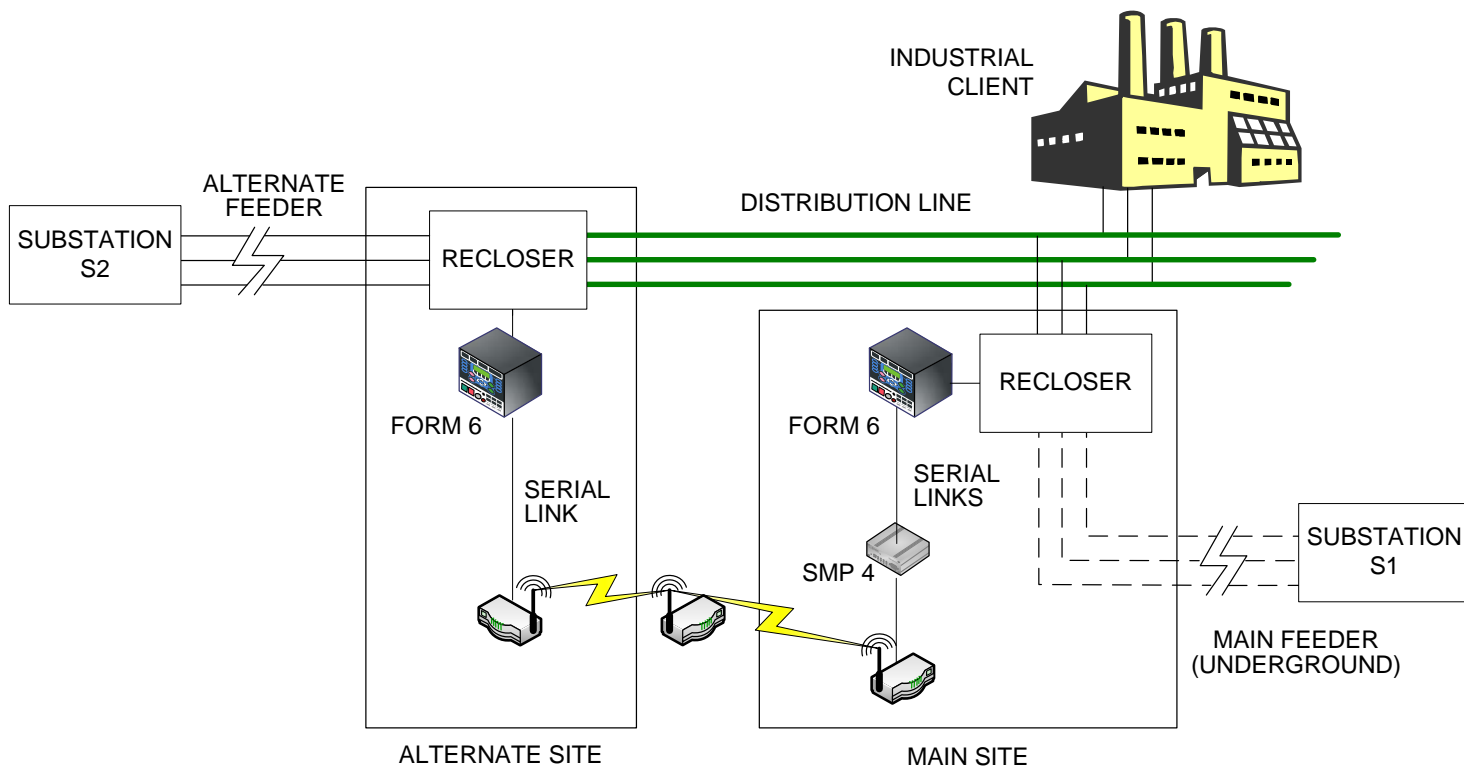 INDUSTRIAL
CLIENT
ALTERNATE
FEEDER
DISTRIBUTION LINE
SUBSTATION
S2
RECLOSER
RECLOSER
FORM 6
FORM 6
SERIAL
LINK
SERIAL
LINKS
SMP 4
SUBSTATION
S1
MAIN FEEDER
(UNDERGROUND)
ALTERNATE SITE
MAIN SITE